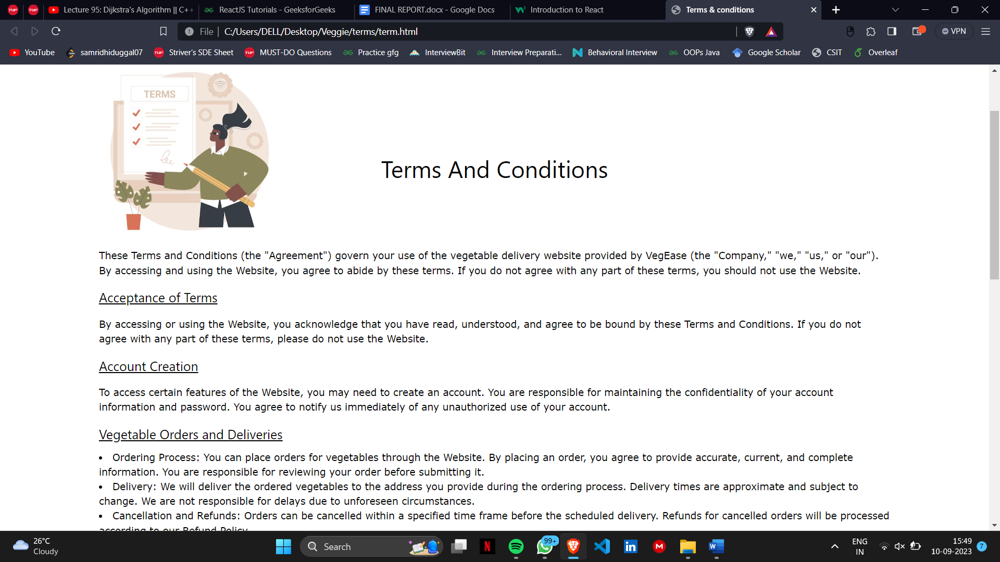 Lecture 95: Dijkstra's Algorithm || C++
ReactJS Tutorials - GeeksforGeeks
FINAL REPORT.docx - Google Docs
Introduction to React
Terms & conditions
File
C:/Users/DELL/Desktop/Veggie/terms/term.html
VPN
YouTube
samridhiduggal07
Striver's SDE Sheet
MUST-DO Questions
Practice gfg
InterviewBit
Interview Preparati...
Behavioral Interview
OOPs Java
Google Scholar
CSIT
Overleaf
TERMS
Terms And Conditions
These Terms and Conditions (the "Agreement") govern your use of the vegetable delivery website provided by VegEase (the "Company," "we," "us," or "our").
By accessing and using the Website, you agree to abide by these terms. If you do not agree with any part of these terms, you should not use the Website.
Acceptance of Terms
By accessing or using the Website, you acknowledge that you have read, understood, and agree to be bound by these Terms and Conditions. If you do not
agree with any part of these terms, please do not use the Website.
Account Creation
To access certain features of the Website, you may need to create an account. You are responsible for maintaining the confidentiality of your account
information and password. You agree to notify us immediately of any unauthorized use of your account.
Vegetable Orders and Deliveries
• Ordering Process: You can place orders for vegetables through the Website. By placing an order, you agree to provide accurate, current, and complete
information. You are responsible for reviewing your order before submitting it.
• Delivery: We will deliver the ordered vegetables to the address you provide during the ordering process. Delivery times are approximate and subject to
change. We are not responsible for delays due to unforeseen circumstances.
• Cancellation and Refunds: Orders can be cancelled within a specified time frame before the scheduled delivery. Refunds for cancelled orders will be processed
according to our Refund Policy.
26°C
Cloudy
Search
99+
ENG
IN
15:49
10-09-2023
7